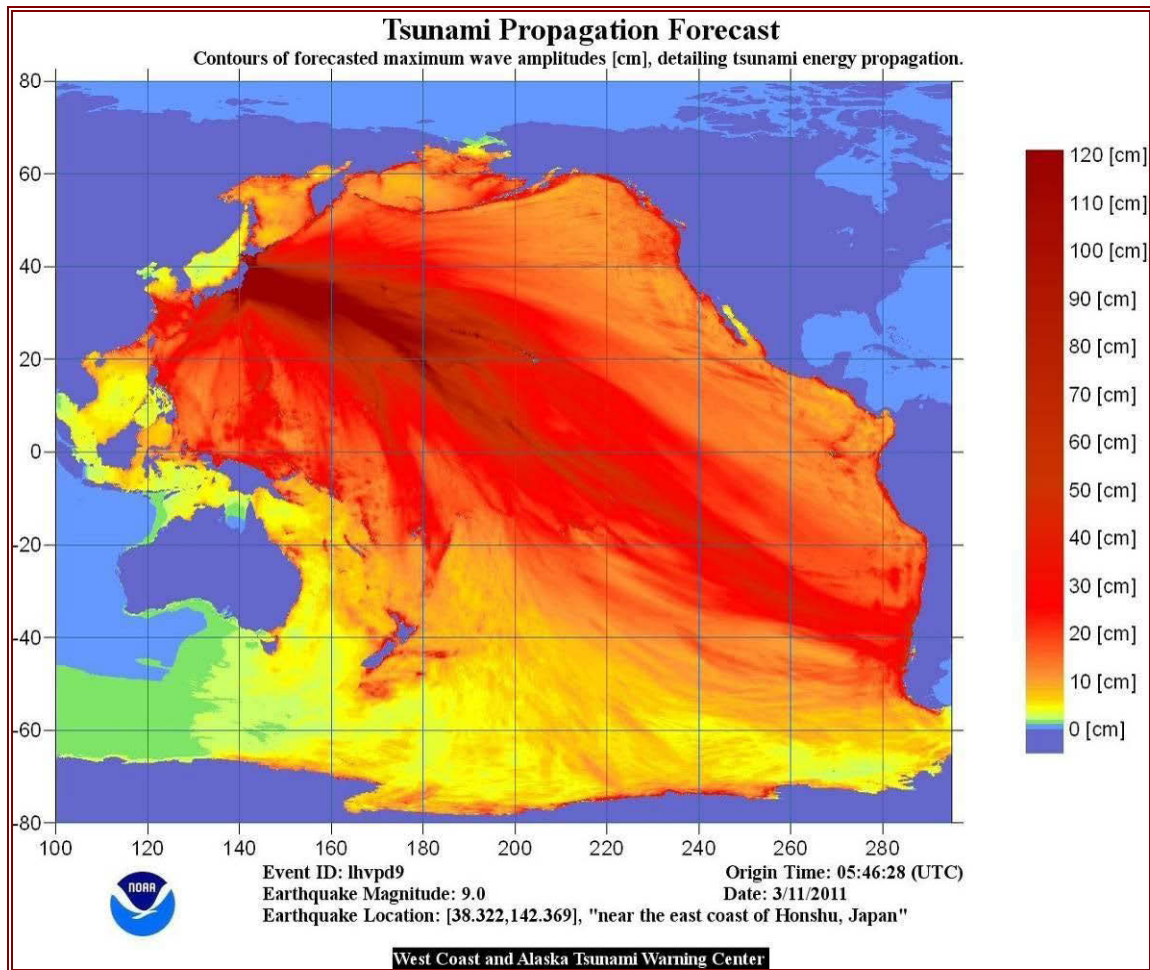 Tsunami Propagation Forecast
Contours of forecasted maximum wave amplitudes [cm], detailing tsunami energy propagation.
80
60
40
20
0
-20
-40
-60
-80
100 120 140 160 180 200 220 240 260 280
120 [cm]
110 [cm]
100 [cm]
90 [cm]
80 [cm]
70 [cm]
60 [cm]
50 [cm]
40 [cm]
30 [cm]
20 [cm]
10 [cm]
0 [cm]
NOAA
Event ID: lhvpd9 Origin Time: 05:46:28 (UTC)
Earthquake Magnitude: 9.0 Date: 3/11/2011
Earthquake Location: [38.322,142.369], "near the east coast of Honshu, Japan"
West Coast and Alaska Tsunami Warning Center